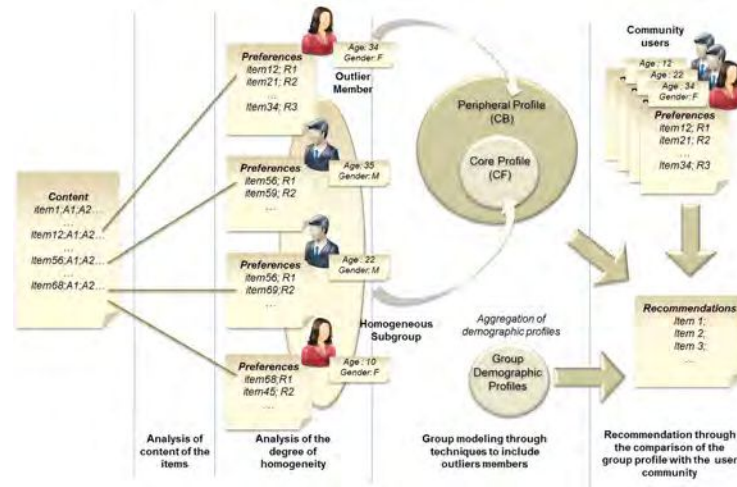 Content
item1;A1;A2...
...
item12;A1;A2...
...
item56;A1;A2...
...
item68;A1;A2...
Preferences
item12; R1
item21; R2
...
item34; R3
Age: 34
Gender: F
Outlier
Member
Preferences
item56; R1
item59; R2
...
Age: 35
Gender: M
Preferences
item56; R1
item69; R2
...
Age : 22
Gender: M
Homogeneous
Subgroup
Preferences
item68;R1
item45; R2
...
Age : 10
Gender: F
Peripheral Profile
(CB)
Core Profile
(CF)
Aggregation of
demographic profiles
Group
Demographic
Profiles
Community
users
Age : 12
Age : 22
Age : 34
Gender: F
Preferences
item12; R1
item21; R2
...
item34; R3
Recommendations
Item 1;
Item 2;
Item 3;
...
Analysis of
content of the
items
Analysis of the
degree of
homogeneity
Group modeling through
techniques to include
outliers members
Recommendation through
the comparison of the
group profile with the user
community